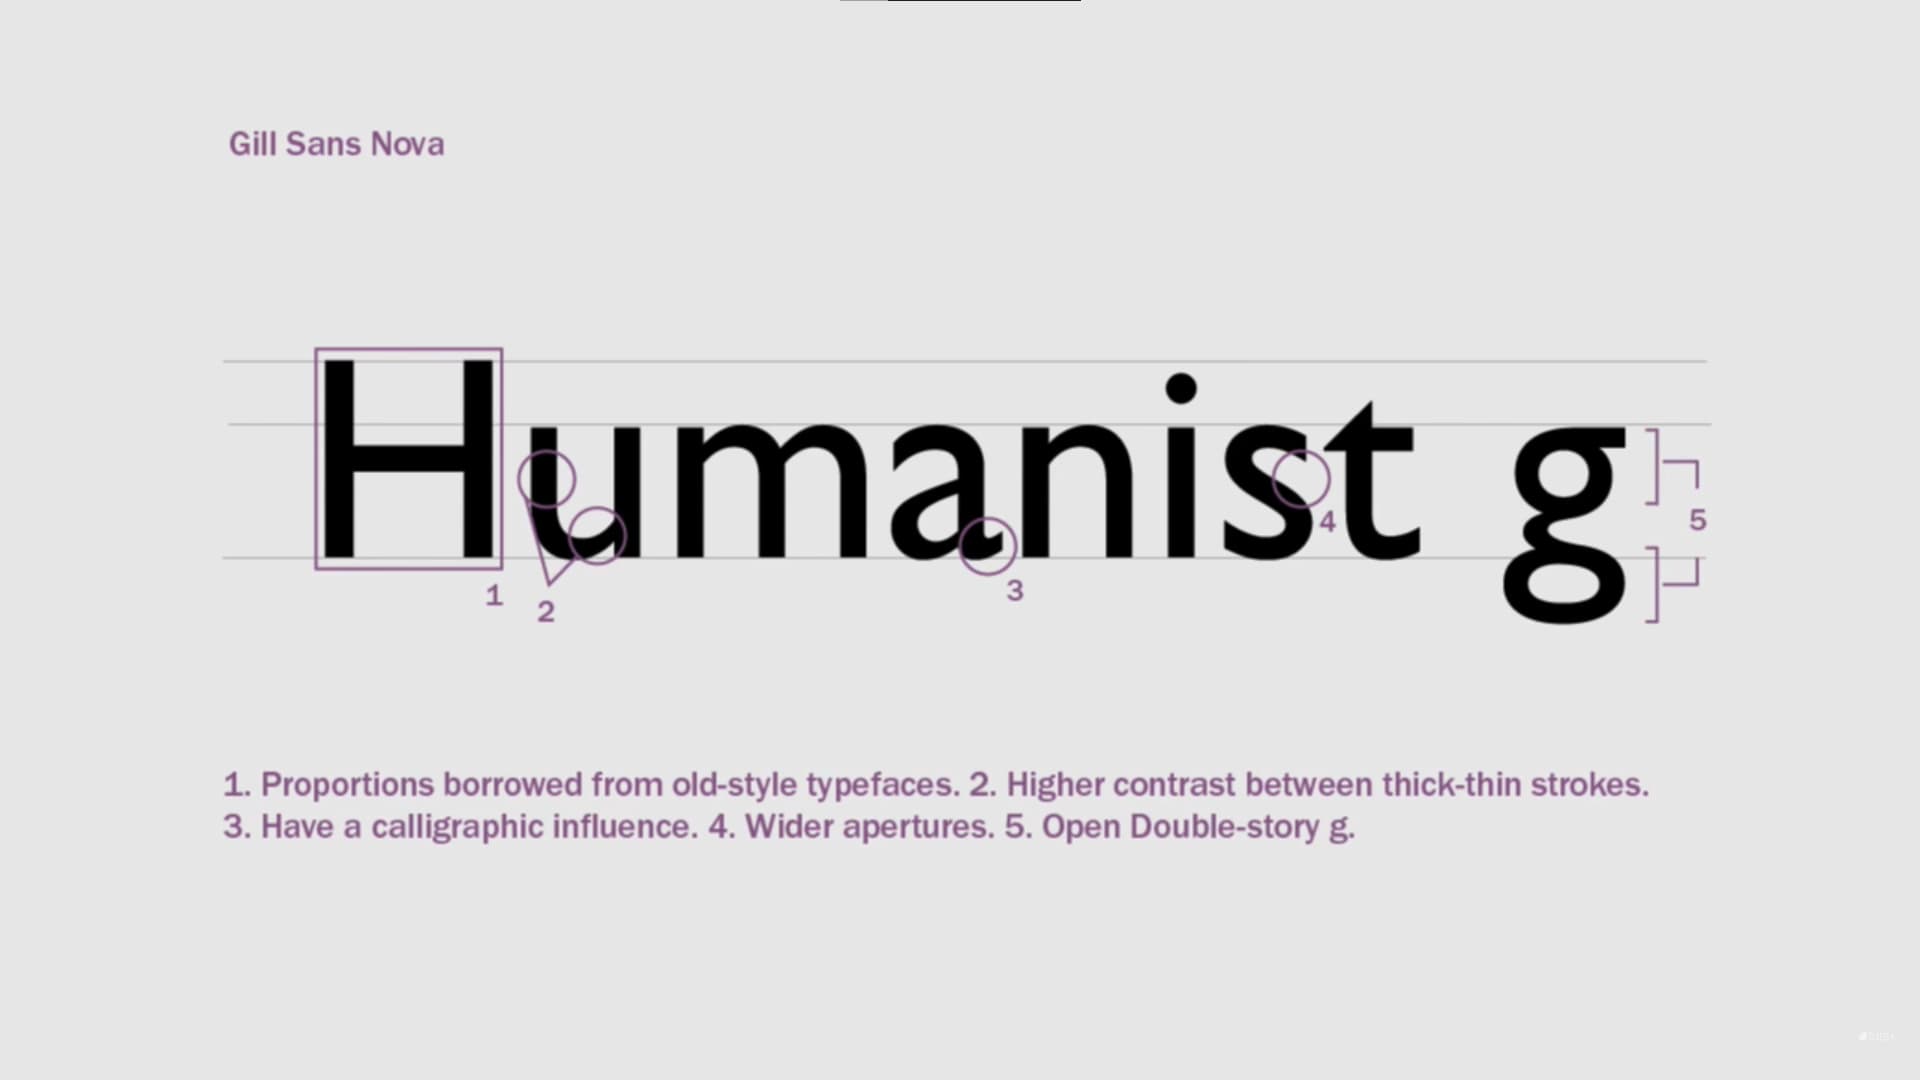 Gill Sans Nova
Humanist g
1
2
3
4
5
1. Proportions borrowed from old-style typefaces. 2. Higher contrast between thick-thin strokes.
3. Have a calligraphic influence. 4. Wider apertures. 5. Open Double-story g.